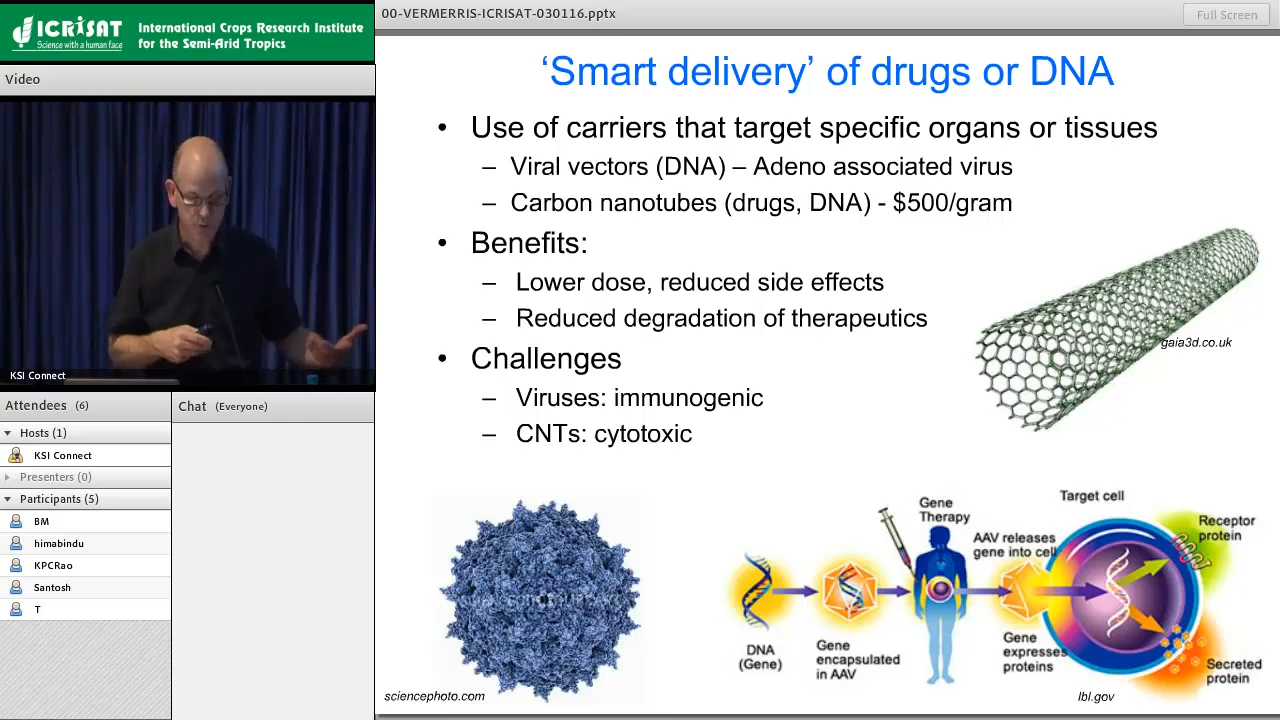 ICRISAT
Science with a human face
International Crops Research Institute
for the Semi-Arid Tropics
Video
KSI Connect
Attendees (6)
Hosts (1)
KSI Connect
Presenters (0)
Participants (5)
BM
himabindu
KPCRao
Santosh
T
Chat (Everyone)
00-VERMERRIS-ICRISAT-030116.pptx
Full Screen
‘Smart delivery’ of drugs or DNA
• Use of carriers that target specific organs or tissues
– Viral vectors (DNA) – Adeno associated virus
– Carbon nanotubes (drugs, DNA) - $500/gram
• Benefits:
– Lower dose, reduced side effects
– Reduced degradation of therapeutics
• Challenges
– Viruses: immunogenic
– CNTs: cytotoxic
gaia3d.co.uk
sciencephoto.com
DNA
(Gene)
Gene
encapsulated
in AAV
Gene
Therapy
AAV releases
gene into cell
Gene
expresses
proteins
Target cell
Receptor
protein
Secreted
protein
lbl.gov